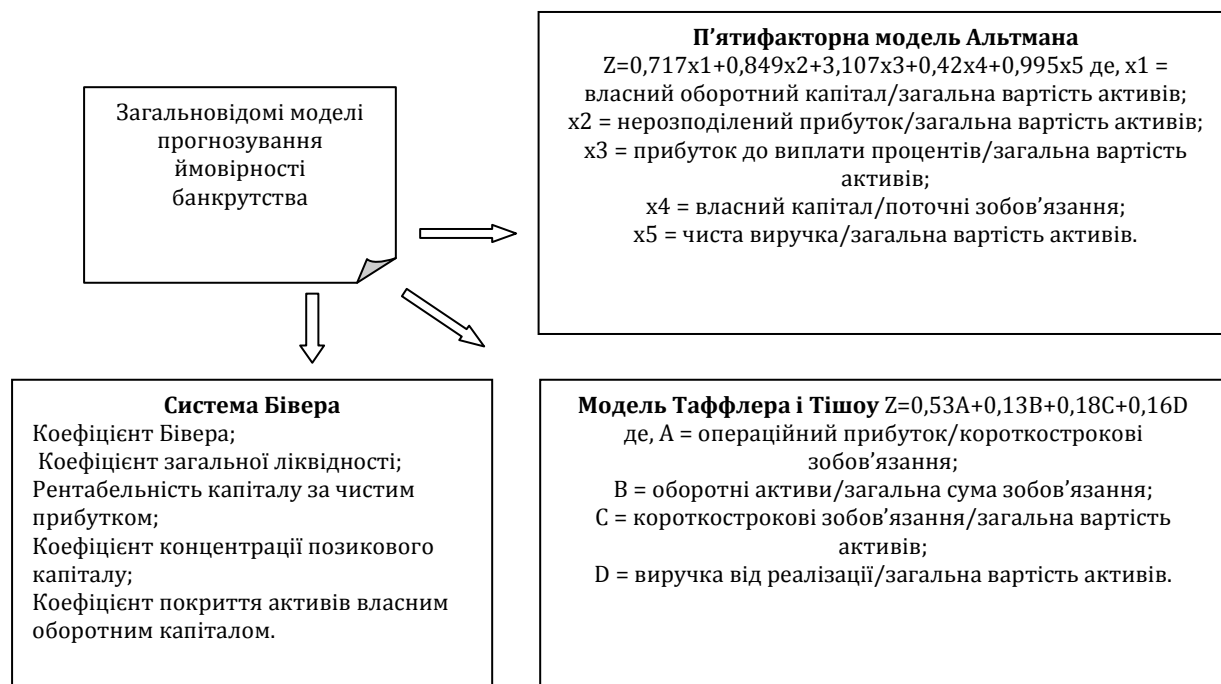 Загальновідомі моделі
прогнозування
ймовірності
банкрутства
П’ятифакторна модель Альтмана
Z=0,717x1+0,849x2+3,107x3+0,42x4+0,995x5 де, x1 =
власний оборотний капітал/загальна вартість активів;
x2 = нерозподілений прибуток/загальна вартість активів;
x3 = прибуток до виплати процентів/загальна вартість
активів;
x4 = власний капітал/поточні зобов’язання;
x5 = чиста виручка/загальна вартість активів.
Система Бівера
Коефіцієнт Бівера;
Коефіцієнт загальної ліквідності;
Рентабельність капіталу за чистим
прибутком;
Коефіцієнт концентрації позикового
капіталу;
Коефіцієнт покриття активів власним
оборотним капіталом.
Модель Таффлера і Тішоу Z=0,53A+0,13B+0,18C+0,16D
де, A = операційний прибуток/короткострокові
зобов’язання;
B = оборотні активи/загальна сума зобов’язання;
C = короткострокові зобов’язання/загальна вартість
активів;
D = виручка від реалізації/загальна вартість активів.